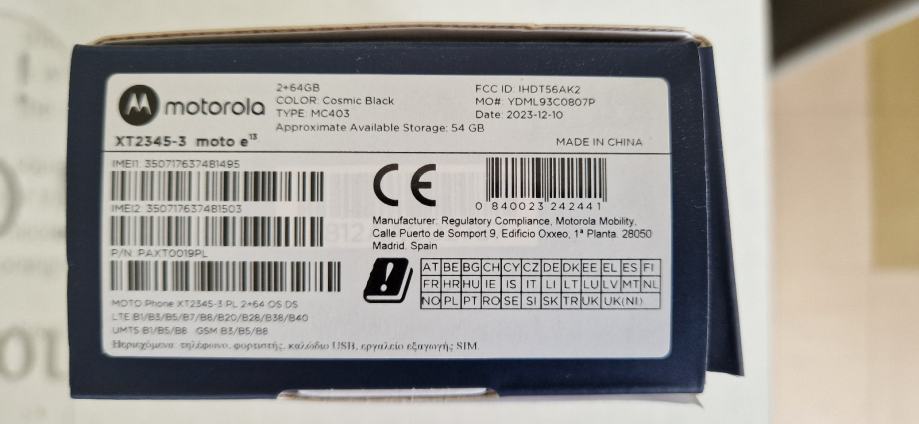 motorola
XT2345-3 moto e¹³
2+64GB
COLOR: Cosmic Black
TYPE: MC403
Approximate Available Storage: 54 GB
FCC ID: IHDT56AK2
MO#: YDML93C0807P
Date: 2023-12-10
MADE IN CHINA
IMEI1: 350717637481495
IMEI2: 350717637481503
P/N: PAXT0019PL
MOTO Phone XT2345-3 PL 2+64 OS DS
LTE B1/B3/B5/B7/B8/B20/B28/B38/B40
UMTS B1/B5/B8 GSM B3/B5/B8
CE
0 840023 242441
Manufacturer: Regulatory Compliance, Motorola Mobility,
Calle Puerto de Somport 9, Edificio Oxxeo, 1ª Planta. 28050
Madrid. Spain
AT BE BG CH CY CZ DE DK EE EL ES FI
FR HR HU IE IS IT LI LT LU LV MT NL
NO PL PT RO SE SI SK TR UK UK(NI)
Περιεχόμενα: τηλέφωνο, φορτιστής, καλώδιο USB, εργαλείο εξαγωγής SIM.